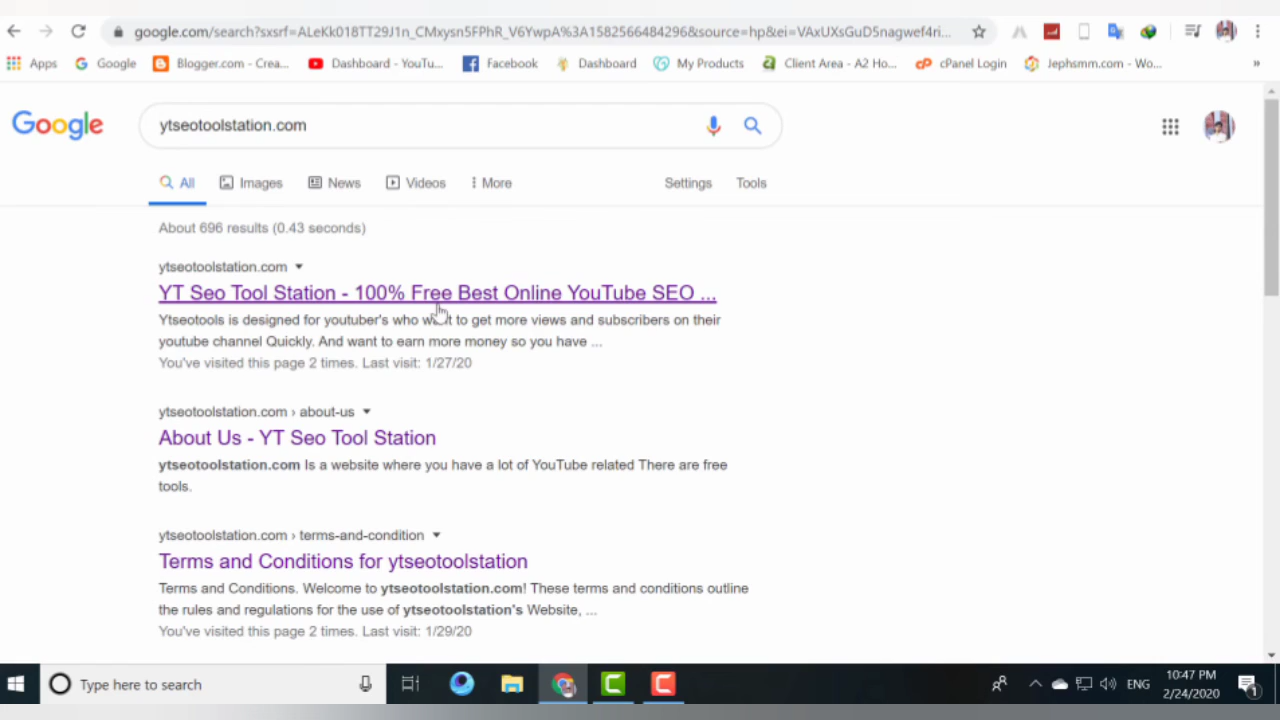 google.com/search?sxsrf=ALeKk018TT29J1n_CMxysn5FPhR_V6YwpA%3A1582566484296&source=hp&ei=VAxUXsGuD5nagwef4ri...
Apps Google Blogger.com - Crea... Dashboard - YouTu... Facebook Dashboard My Products Client Area - A2 Ho... cPanel Login Jephsmm.com - Wo... »
Google ytseotoolstation.com
All Images News Videos More Settings Tools
About 696 results (0.43 seconds)
ytseotoolstation.com
YT Seo Tool Station - 100% Free Best Online YouTube SEO ...
Ytseotools is designed for youtuber's who want to get more views and subscribers on their
youtube channel Quickly. And want to earn more money so you have ...
You've visited this page 2 times. Last visit: 1/27/20
ytseotoolstation.com › about-us
About Us - YT Seo Tool Station
ytseotoolstation.com Is a website where you have a lot of YouTube related There are free
tools.
ytseotoolstation.com › terms-and-condition
Terms and Conditions for ytseotoolstation
Terms and Conditions. Welcome to ytseotoolstation.com! These terms and conditions outline
the rules and regulations for the use of ytseotoolstation's Website, ...
You've visited this page 2 times. Last visit: 1/29/20
Type here to search
ENG
10:47 PM
2/24/2020
1